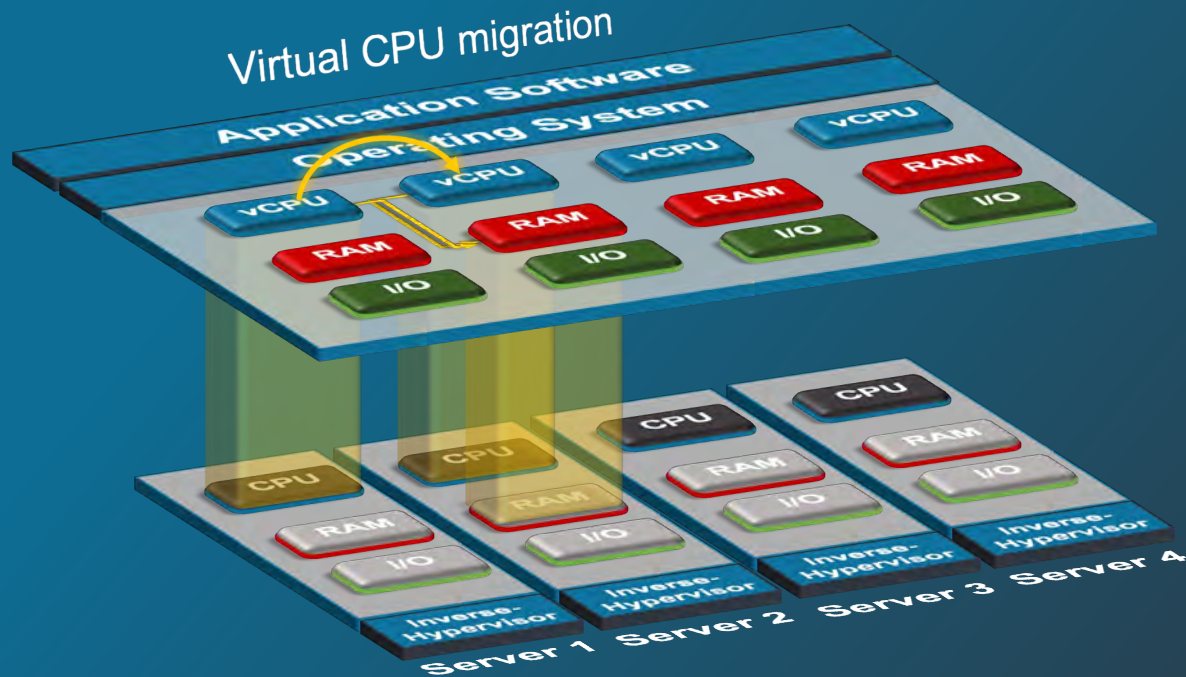 Virtual CPU migration
Application Software
Operating System
vCPU
vCPU
vCPU
vCPU
RAM
RAM
RAM
RAM
I/O
I/O
I/O
I/O
CPU
CPU
CPU
CPU
RAM
RAM
RAM
RAM
I/O
I/O
I/O
I/O
Inverse-
Hypervisor
Inverse-
Hypervisor
Inverse-
Hypervisor
Inverse-
Hypervisor
Server 1
Server 2
Server 3
Server 4